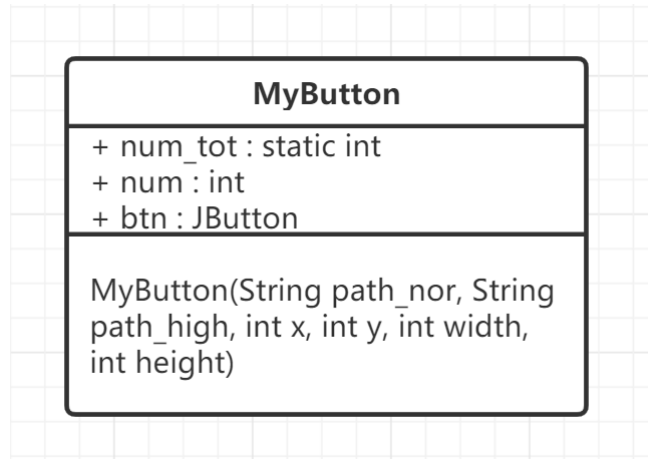 MyButton
+ num_tot : static int
+ num : int
+ btn : JButton
MyButton(String path_nor, String
path_high, int x, int y, int width,
int height)